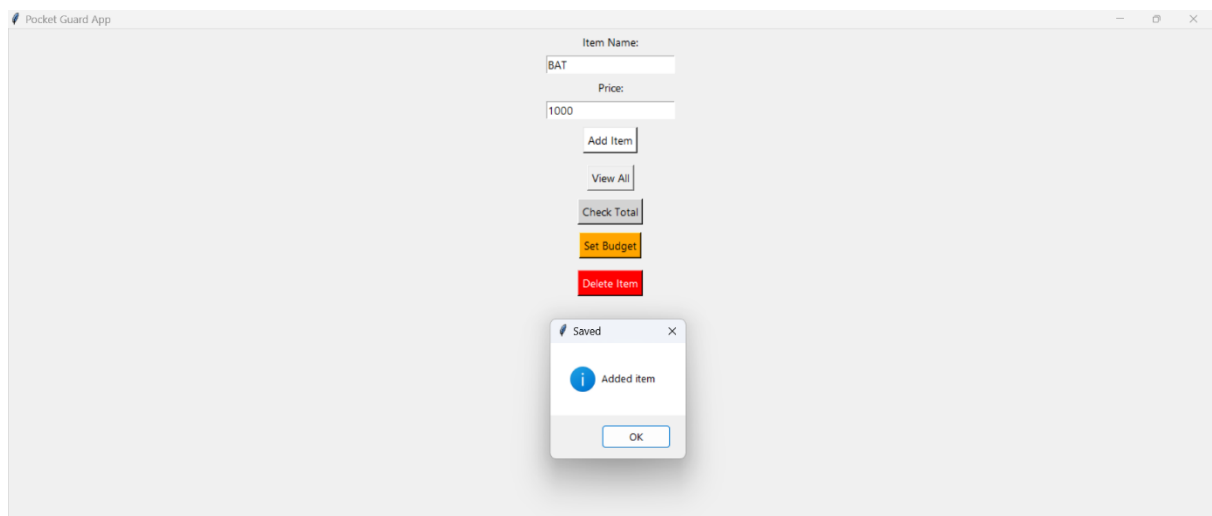 Pocket Guard App
Item Name:
BAT
Price:
1000
Add Item
View All
Check Total
Set Budget
Delete Item
Saved
Added item
OK